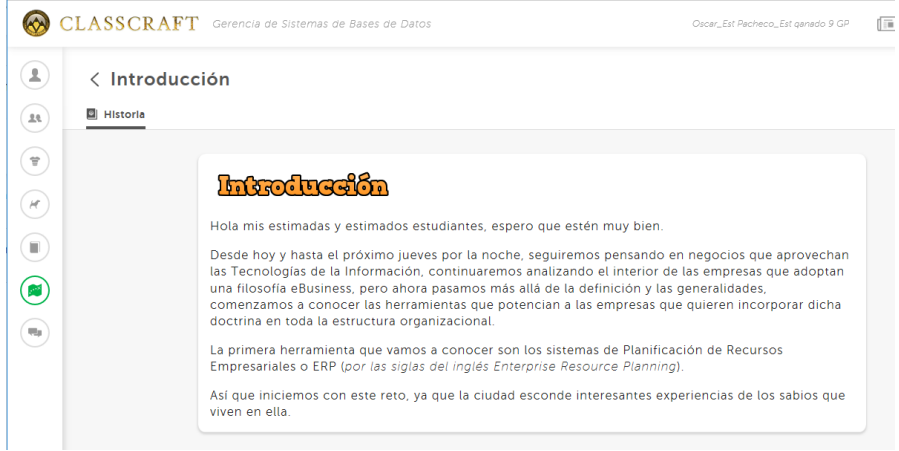 CLASSCRAFT Gerencia de Sistemas de Bases de Datos Oscar_Est Pacheco_Est ganado 9 GP
Introducción
Historia
Introducción
Hola mis estimadas y estimados estudiantes, espero que estén muy bien.
Desde hoy y hasta el próximo jueves por la noche, seguiremos pensando en negocios que aprovechan
las Tecnologías de la Información, continuaremos analizando el interior de las empresas que adoptan
una filosofía eBusiness, pero ahora pasamos más allá de la definición y las generalidades,
comenzamos a conocer las herramientas que potencian a las empresas que quieren incorporar dicha
doctrina en toda la estructura organizacional.
La primera herramienta que vamos a conocer son los sistemas de Planificación de Recursos
Empresariales o ERP (por las siglas del inglés Enterprise Resource Planning).
Así que iniciemos con este reto, ya que la ciudad esconde interesantes experiencias de los sabios que
viven en ella.